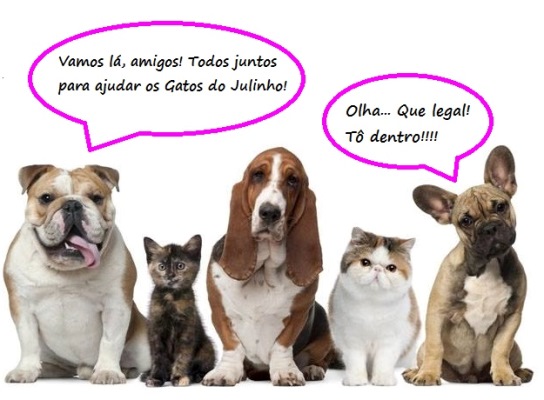 Vamos lá, amigos! Todos juntos
para ajudar os Gatos do Julinho!
Olha... Que legal!
Tô dentro!!!!